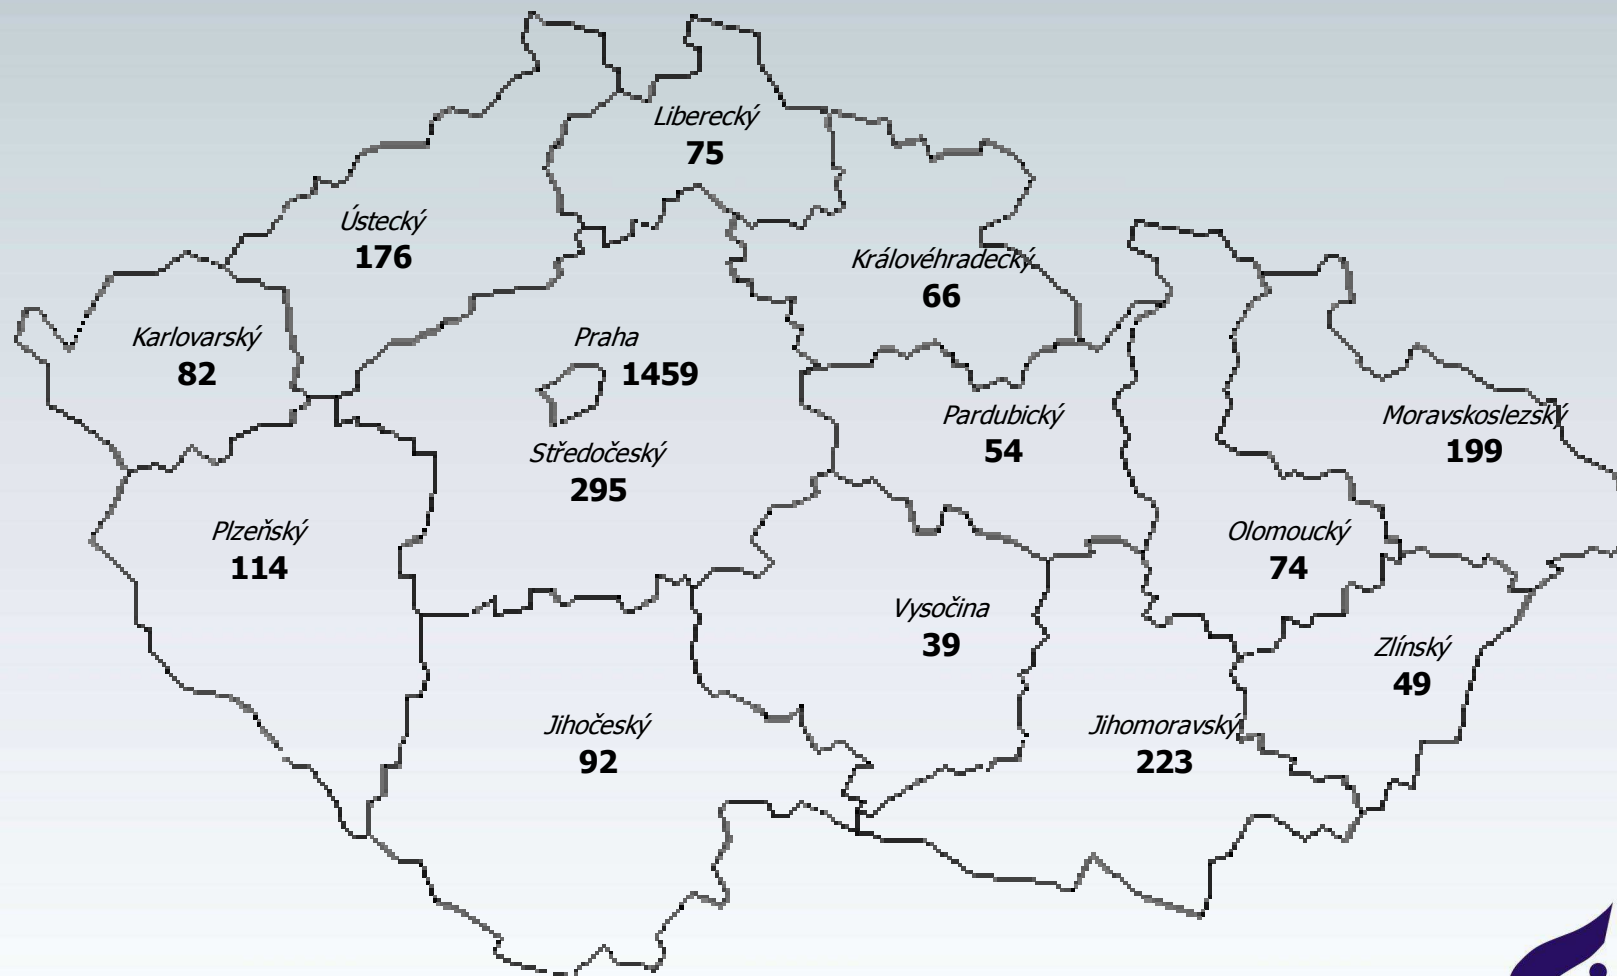 Liberecký
75
Ústecký
176
Královéhradecký
66
Karlovarský
82
Praha
1459
Pardubický
54
Moravskoslezský
199
Středočeský
295
Plzeňský
114
Olomoucký
74
Vysočina
39
Zlínský
49
Jihočeský
92
Jihomoravský
223